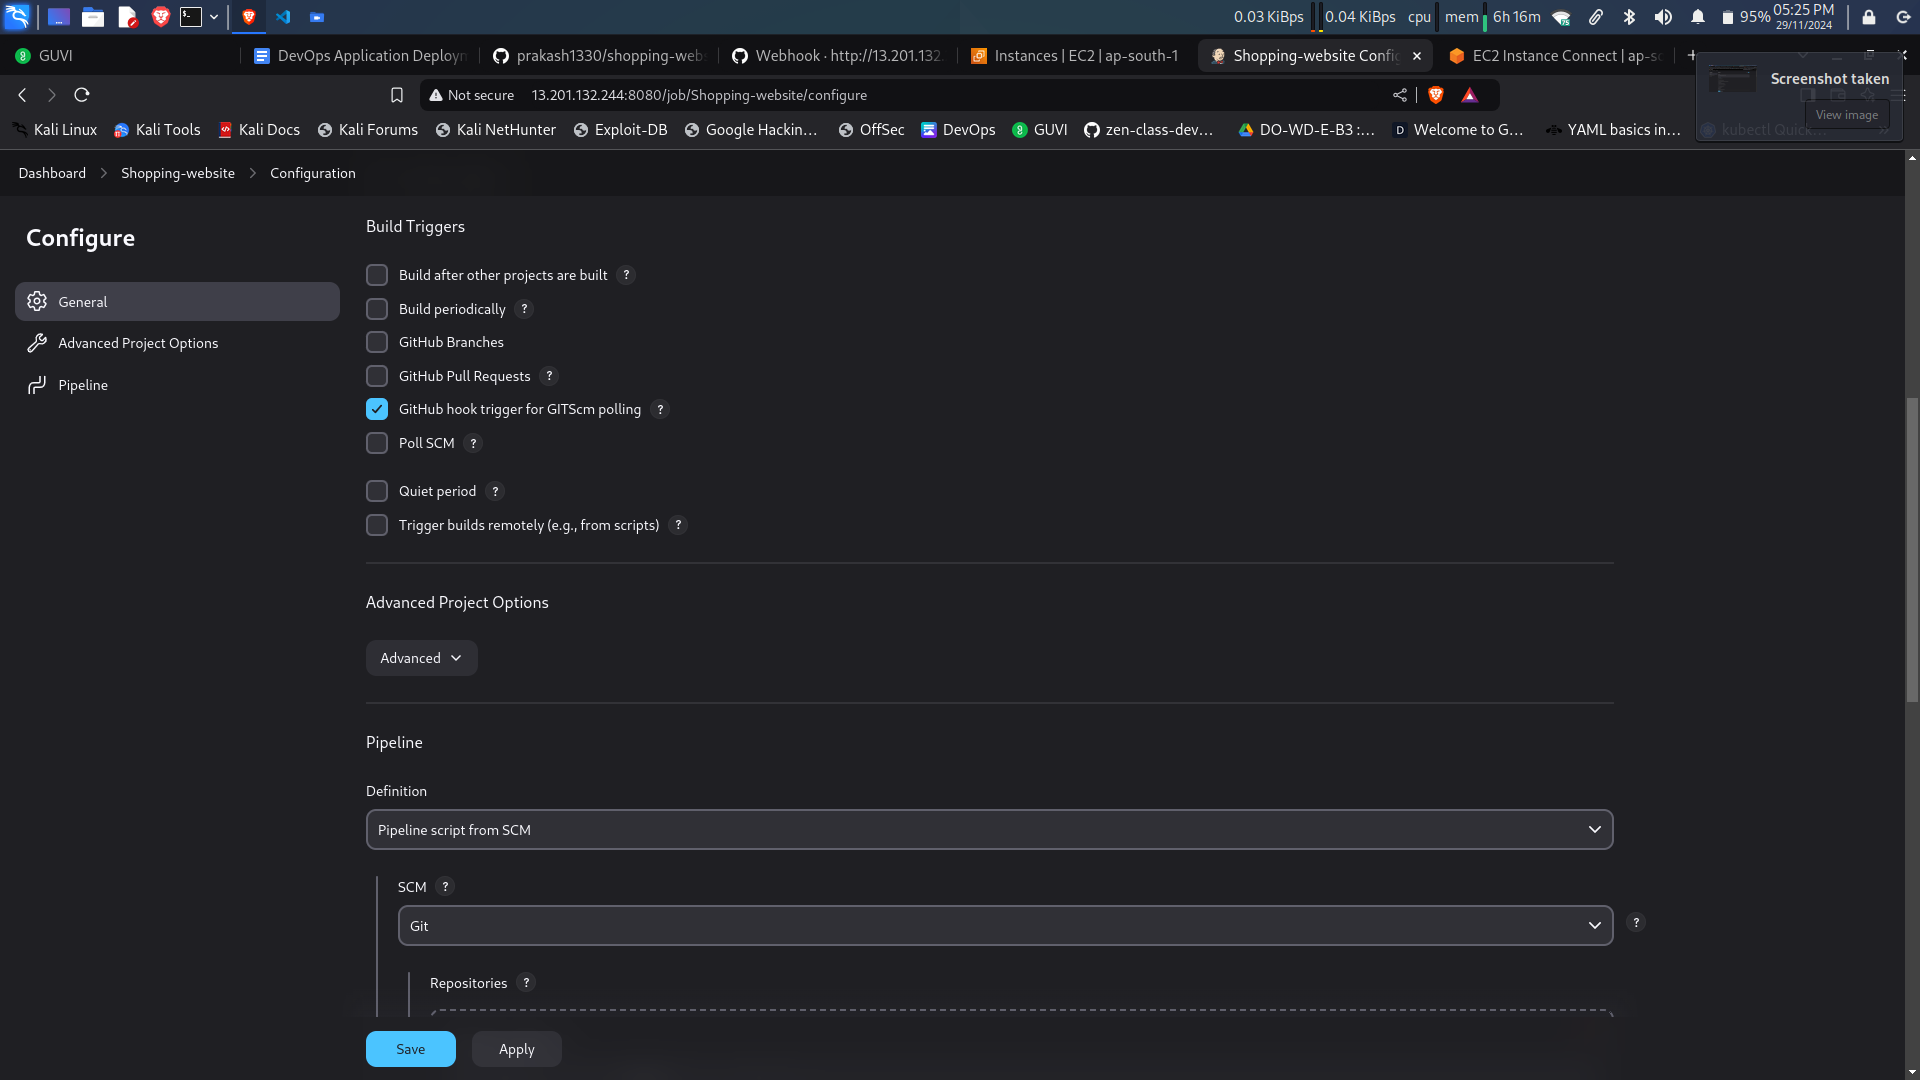 0.03 KiBps 0.04 KiBps cpu mem 6h 16m 95% 05:25 PM
29/11/2024
GUVI DevOps Application Deploym prakash1330/shopping-webs Webhook · http://13.201.132. Instances | EC2 | ap-south-1 Shopping-website Config EC2 Instance Connect | ap-so
Screenshot taken
View image
Not secure 13.201.132.244:8080/job/Shopping-website/configure
Kali Linux Kali Tools Kali Docs Kali Forums Kali NetHunter Exploit-DB Google Hackin… OffSec DevOps GUVI zen-class-dev… DO-WD-E-B3 :… Welcome to G… YAML basics in… kubectl Quick…
Dashboard Shopping-website Configuration
Configure
General
Advanced Project Options
Pipeline
Build Triggers
Build after other projects are built ?
Build periodically ?
GitHub Branches
GitHub Pull Requests ?
GitHub hook trigger for GITScm polling ?
Poll SCM ?
Quiet period ?
Trigger builds remotely (e.g., from scripts) ?
Advanced Project Options
Advanced
Pipeline
Definition
Pipeline script from SCM
SCM ?
Git
?
Repositories ?
Save Apply